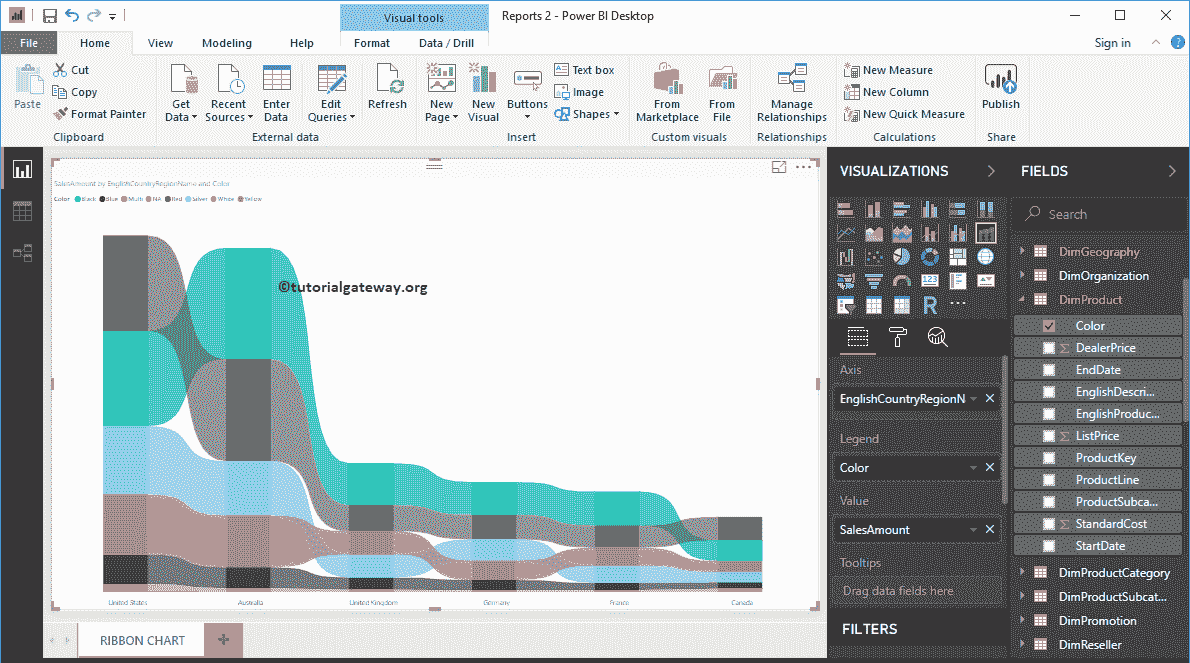 Visual tools
Reports 2 - Power BI Desktop
File
Home
View
Modeling
Help
Format
Data / Drill
Sign in
?
Paste
Cut
Copy
Format Painter
Clipboard
Get Data
Recent Sources
Enter Data
Edit Queries
External data
Refresh
New Page
New Visual
Buttons
Text box
Image
Shapes
Insert
From Marketplace
From File
Custom visuals
Manage Relationships
Relationships
New Measure
New Column
New Quick Measure
Calculations
Publish
Share
SalesAmount by EnglishCountryRegionName and Color
Color Black Blue Multi NA Red Silver White Yellow
©tutorialgateway.org
United States
Australia
United Kingdom
Germany
France
Canada
RIBBON CHART
+
VISUALIZATIONS
123
R
Axis
EnglishCountryRegionN
Legend
Color
Value
SalesAmount
Tooltips
Drag data fields here
FILTERS
FIELDS
Search
DimGeography
DimOrganization
DimProduct
Color
Σ DealerPrice
EndDate
EnglishDescri...
EnglishProduc...
Σ ListPrice
ProductKey
ProductLine
ProductSubca...
Σ StandardCost
StartDate
DimProductCategory
DimProductSubcat...
DimPromotion
DimReseller